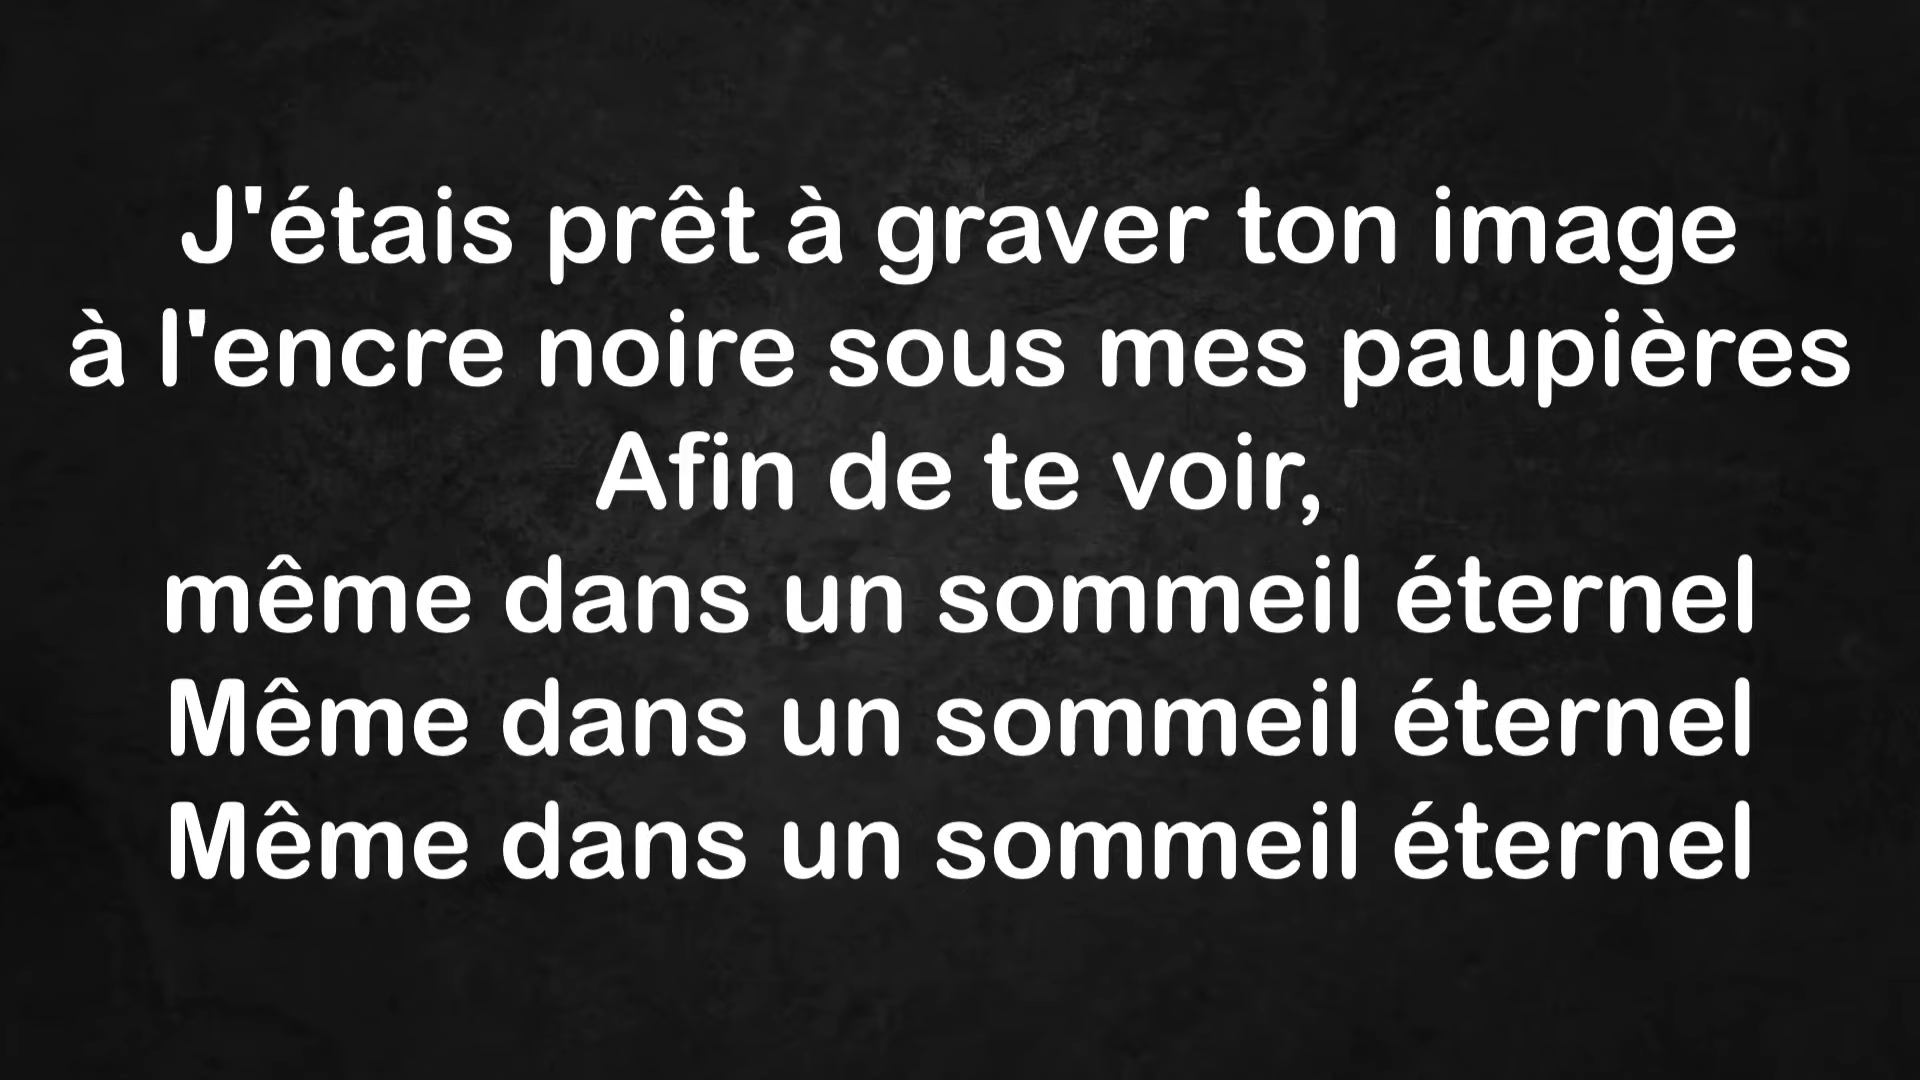 J'étais prêt à graver ton image
à l'encre noire sous mes paupières
Afin de te voir,
même dans un sommeil éternel
Même dans un sommeil éternel
Même dans un sommeil éternel